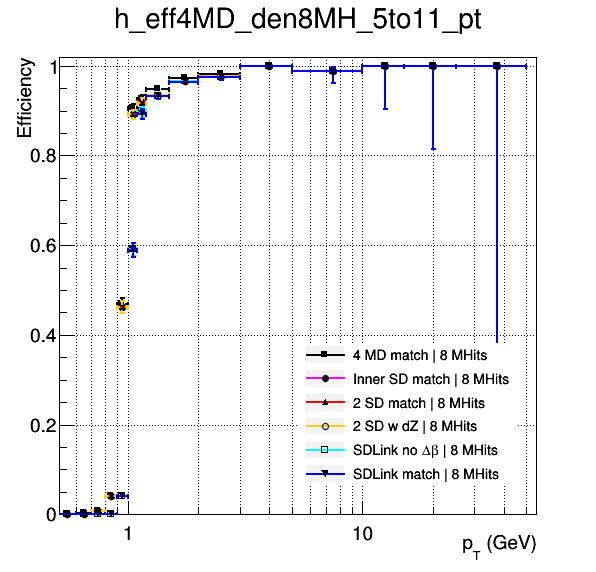 h_eff4MD_den8MH_5to11_pt
Efficiency
1
0.8
0.6
0.4
0.2
0
4 MD match | 8 MHits
Inner SD match | 8 MHits
2 SD match | 8 MHits
2 SD w dZ | 8 MHits
SDLink no Δβ | 8 MHits
SDLink match | 8 MHits
1
10
p_T (GeV)